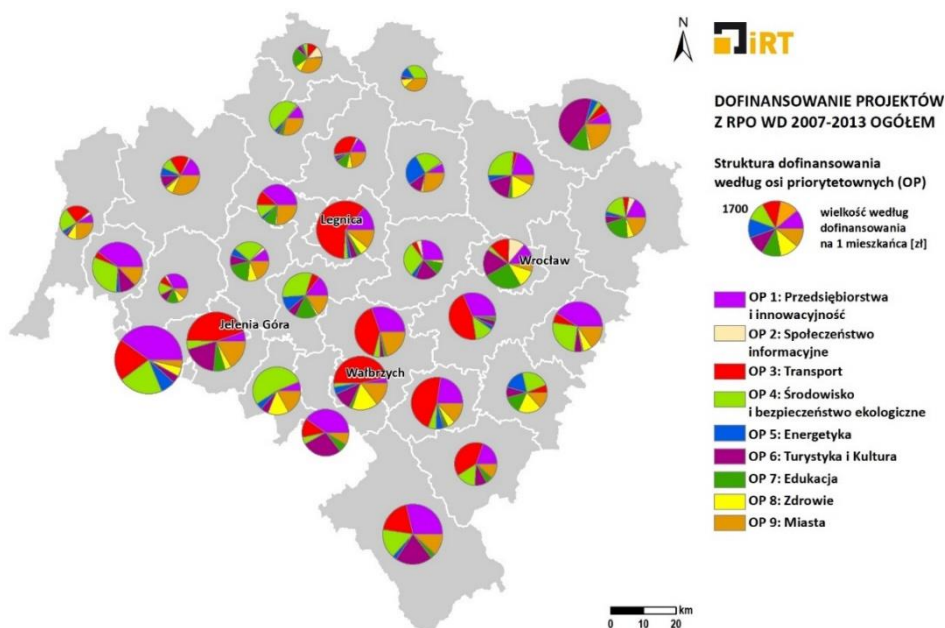 N
iRT
DOFINANSOWANIE PROJEKTÓW
Z RPO WD 2007-2013 OGÓŁEM
Struktura dofinansowania
według osi priorytetownych (OP)
1700
wielkość według
dofinansowania
na 1 mieszkańca [zł]
Legnica
Wrocław
Jelenia Góra
Wałbrzych
OP 1: Przedsiębiorstwa
i innowacyjność
OP 2: Społeczeństwo
informacyjne
OP 3: Transport
OP 4: Środowisko
i bezpieczeństwo ekologiczne
OP 5: Energetyka
OP 6: Turystyka i Kultura
OP 7: Edukacja
OP 8: Zdrowie
OP 9: Miasta
km
0 10 20